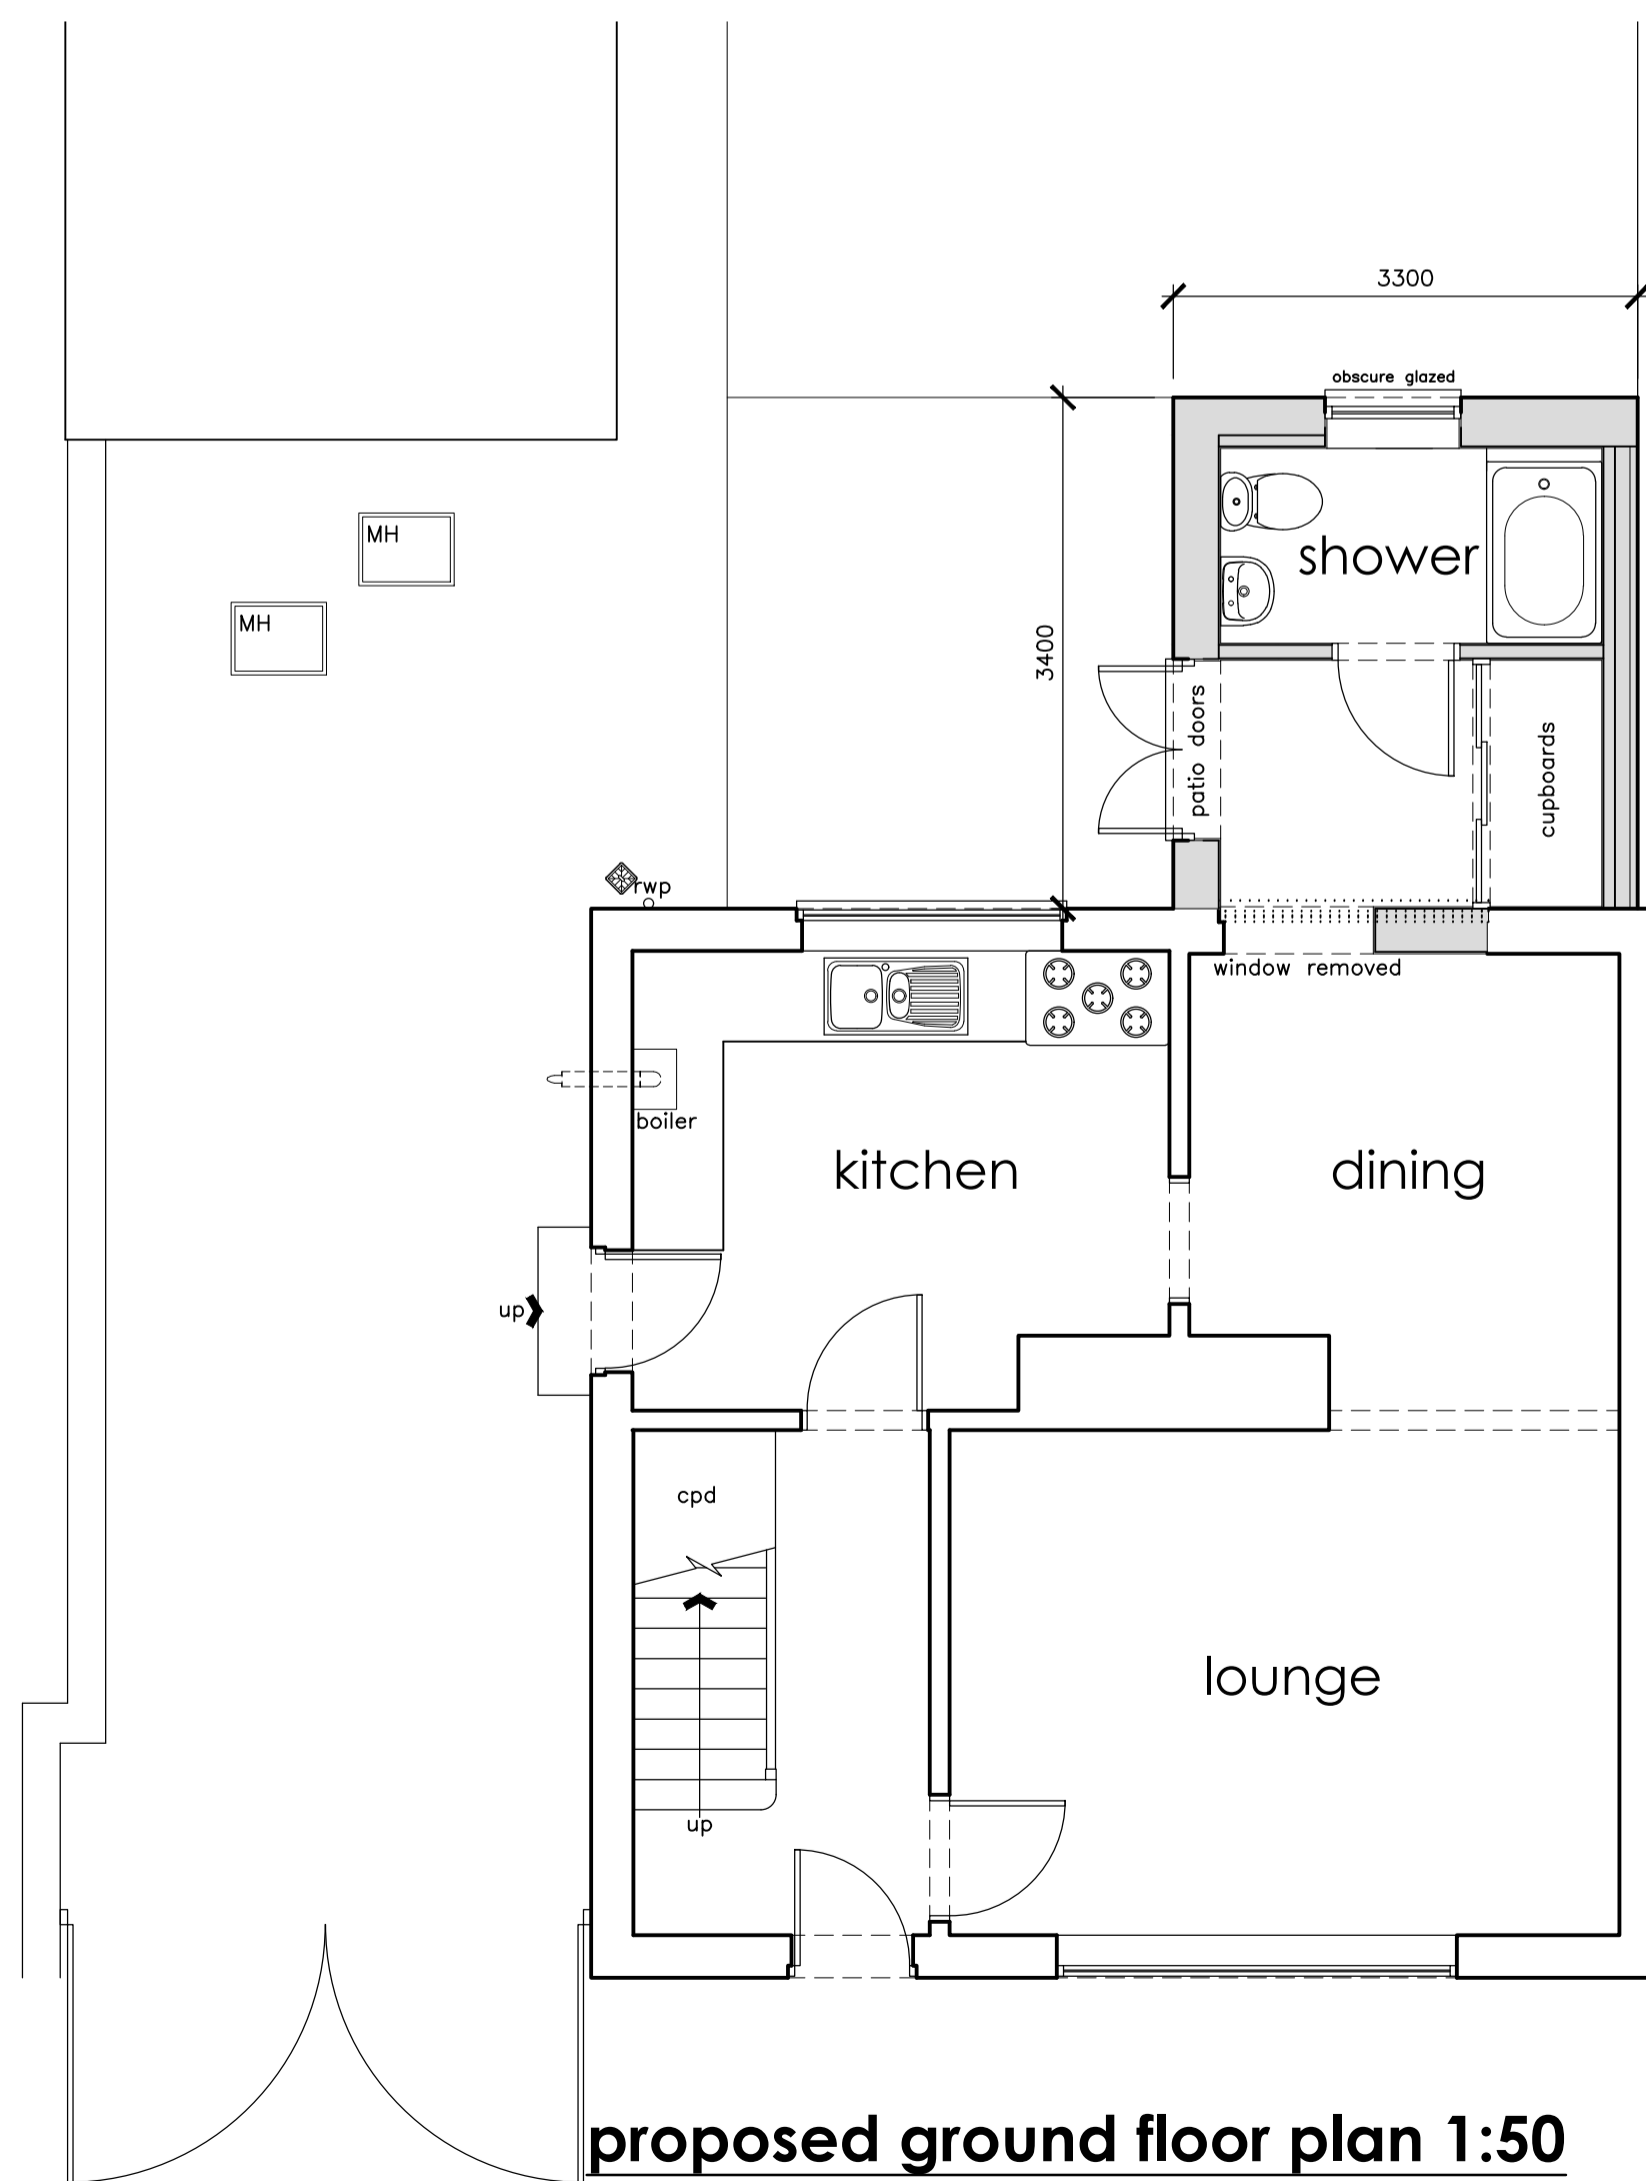 3300
obscure glazed
MH
shower
MH
3400
patio doors
cupboards
rwp
window removed
boiler
kitchen
dining
up
cpd
lounge
up
proposed ground floor plan 1:50